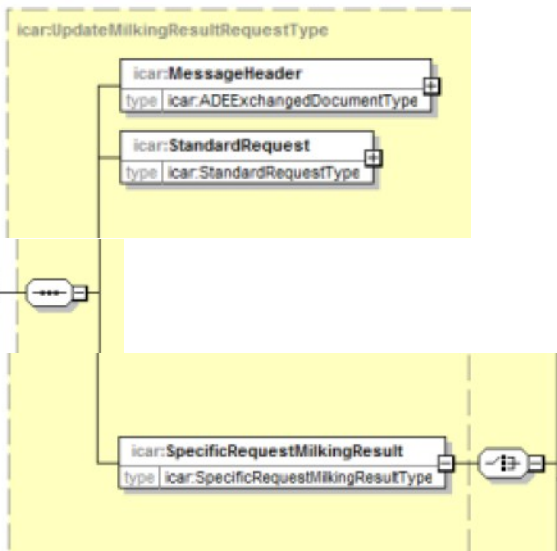 icar:UpdateMilkingResultRequestType
icar:MessageHeader
type icar:ADEExchangedDocumentType
icar:StandardRequest
type icar:StandardRequestType
icar:SpecificRequestMilkingResult
type icar:SpecificRequestMilkingResultType